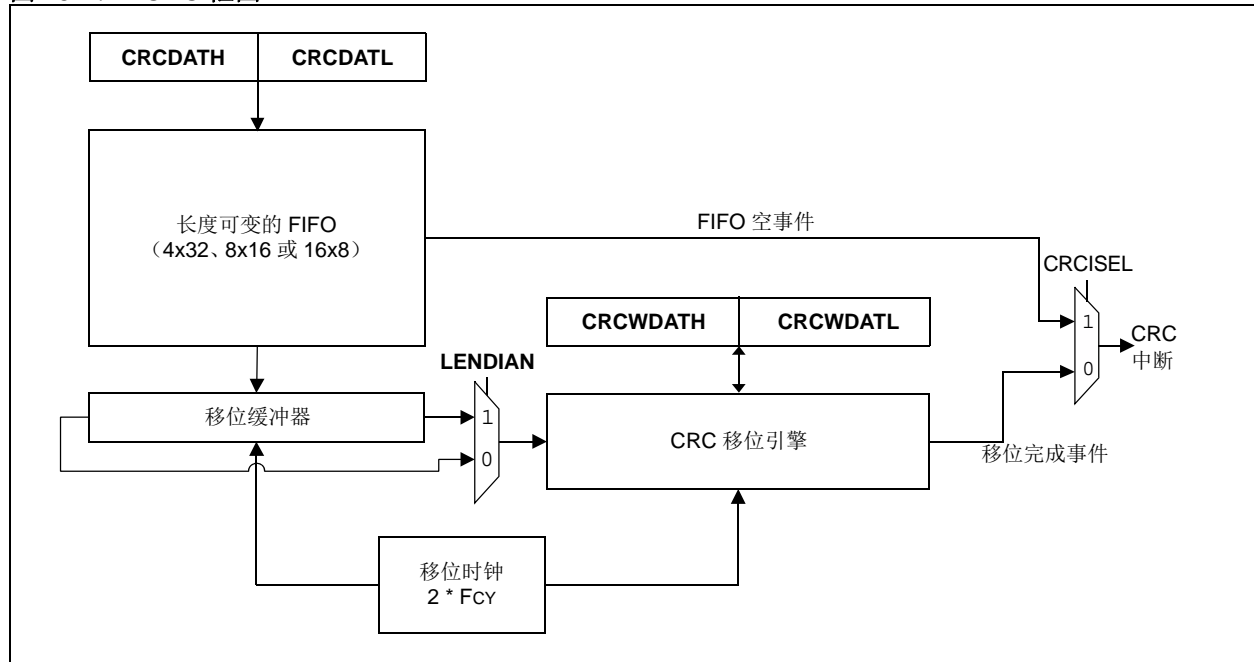 CRCDATH
CRCDATL
长度可变的 FIFO
（4x32、8x16 或 16x8）
FIFO 空事件
CRCISEL
1
0
CRC
中断
CRCWDATH
CRCWDATL
LENDIAN
移位缓冲器
1
0
CRC 移位引擎
移位完成事件
移位时钟
2 * FCY